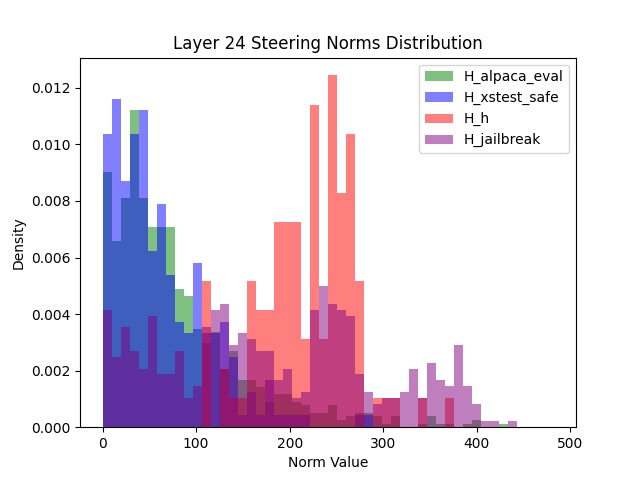 Layer 24 Steering Norms Distribution
H_alpaca_eval
H_xstest_safe
H_h
H_jailbreak
0.012
0.010
0.008
0.006
0.004
0.002
0.000
Density
0 100 200 300 400 500
Norm Value